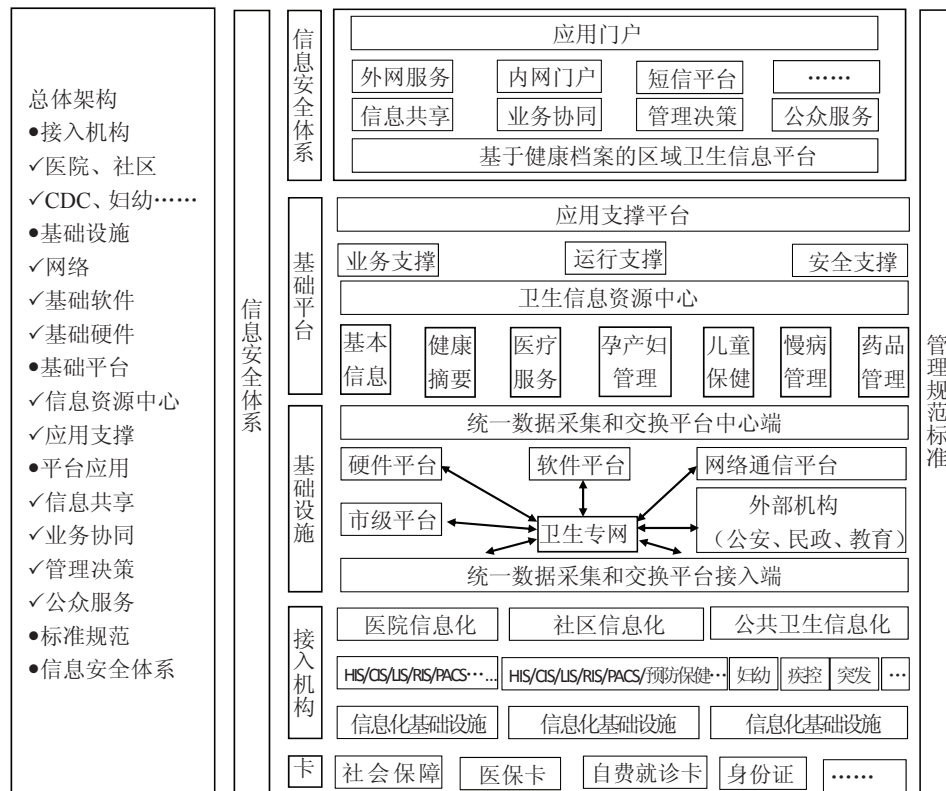 总体架构
●接入机构
✓医院、社区
✓CDC、妇幼……
●基础设施
✓网络
✓基础软件
✓基础硬件
●基础平台
✓信息资源中心
✓应用支撑
●平台应用
✓信息共享
✓业务协同
✓管理决策
✓公众服务
●标准规范
●信息安全体系
信息安全体系
信息安全体系
应用门户
外网服务 内网门户 短信平台 ……
信息共享 业务协同 管理决策 公众服务
基于健康档案的区域卫生信息平台
基础平台
应用支撑平台
业务支撑 运行支撑 安全支撑
卫生信息资源中心
基本信息 健康摘要 医疗服务 孕产妇管理 儿童保健 慢病管理 药品管理
基础设施
统一数据采集和交换平台中心端
硬件平台 软件平台 网络通信平台
市级平台 卫生专网 外部机构
（公安、民政、教育）
统一数据采集和交换平台接入端
接入机构
医院信息化 社区信息化 公共卫生信息化
HIS/CIS/LIS/RIS/PACS…… HIS/CIS/LIS/RIS/PACS/预防保健… 妇幼 疾控 突发 …
信息化基础设施 信息化基础设施 信息化基础设施
卡
社会保障 医保卡 自费就诊卡 身份证 ……
管理规范标准